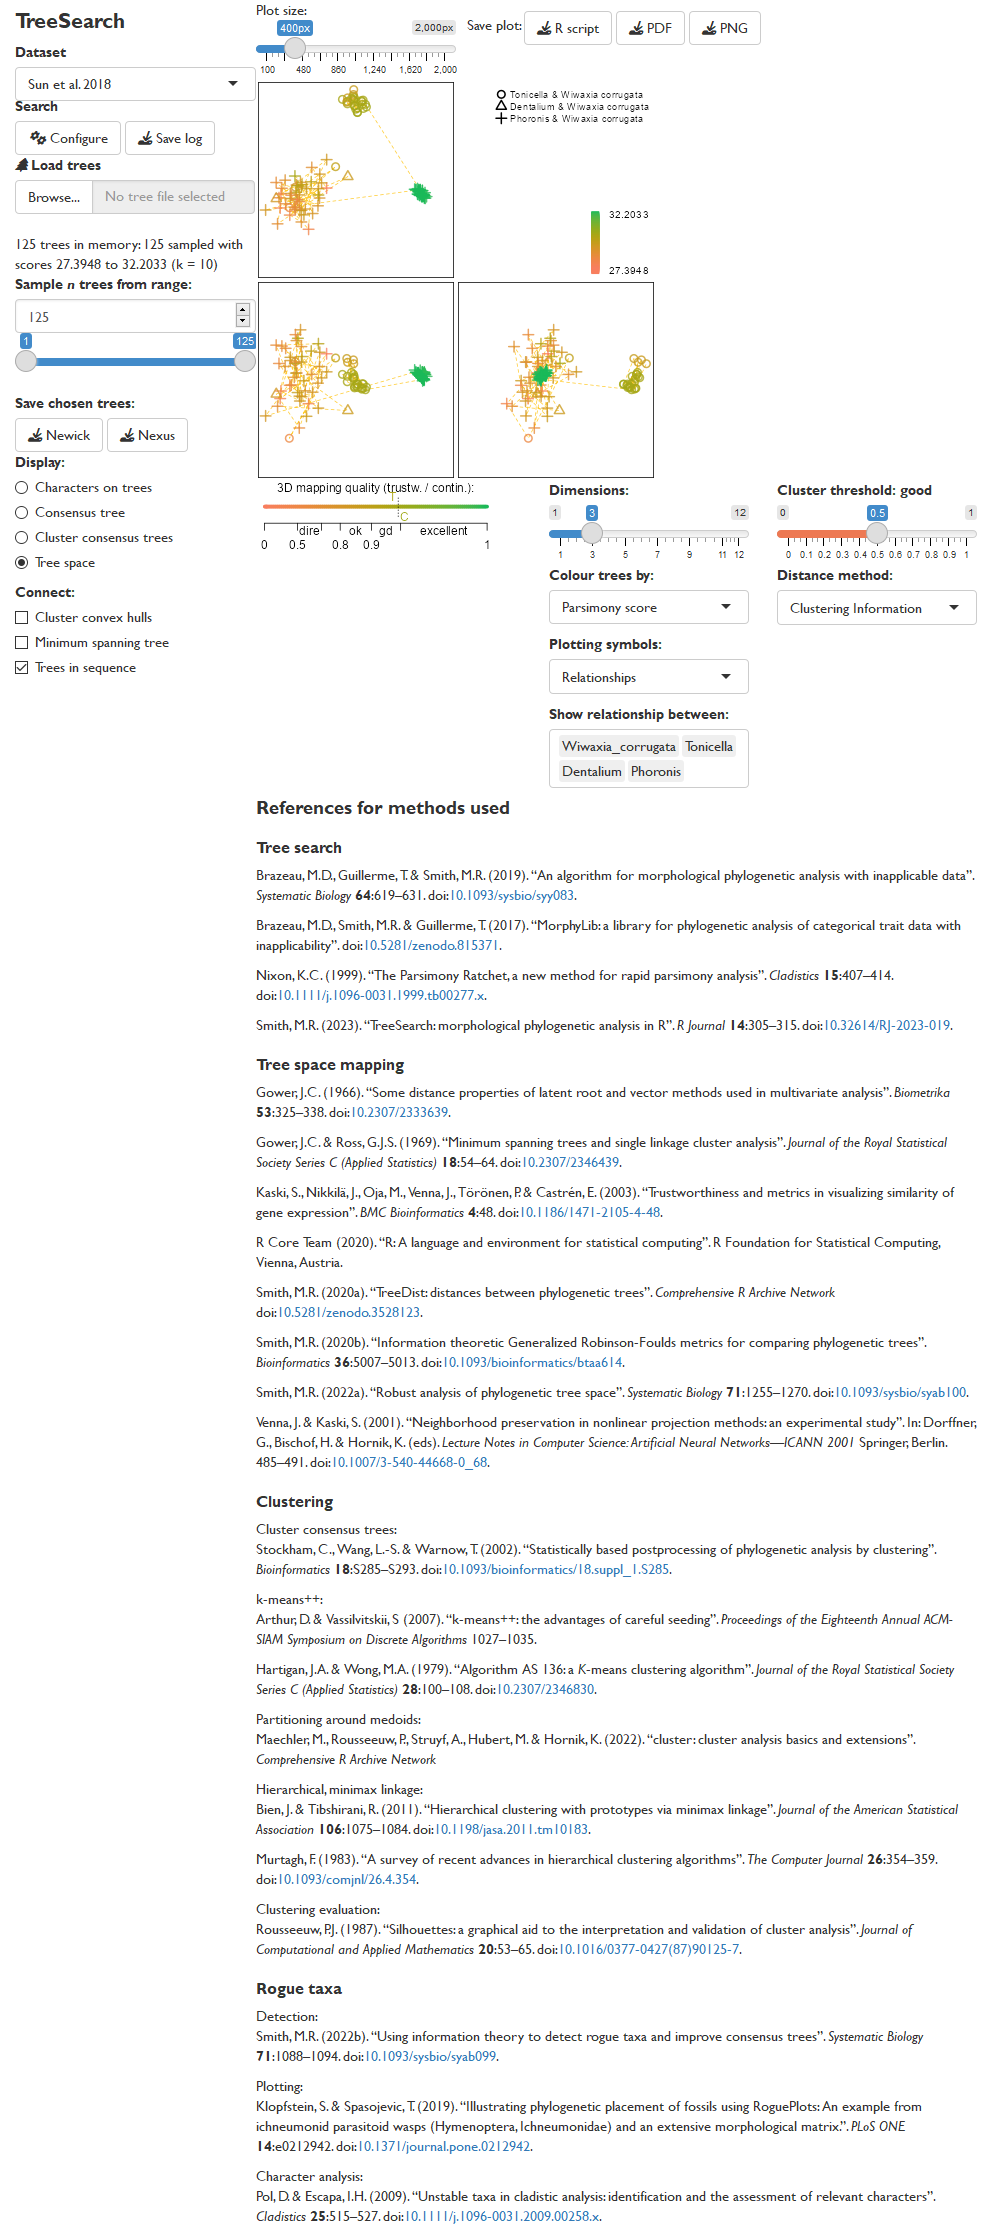 TreeSearch
Dataset
Sun et al. 2018
Search
Configure
Save log
Load trees
Browse...
No tree file selected
125 trees in memory: 125 sampled with
scores 27.3948 to 32.2033 (k = 10)
Sample n trees from range:
125
1
125
Save chosen trees:
Newick
Nexus
Display:
Characters on trees
Consensus tree
Cluster consensus trees
Tree space
Connect:
Cluster convex hulls
Minimum spanning tree
Trees in sequence
Plot size:
400px
2,000px
100 480 860 1,240 1,620 2,000
Save plot:
R script
PDF
PNG
Tonicella & Wiwaxia corrugata
Dentalium & Wiwaxia corrugata
Phoronis & Wiwaxia corrugata
32.2033
27.3948
3D mapping quality (trustw. / contin.):
T
C
dire ok gd excellent
0 0.5 0.8 0.9 1
Dimensions:
1 3 12
1 3 5 7 9 11 12
Colour trees by:
Parsimony score
Plotting symbols:
Relationships
Show relationship between:
Wiwaxia_corrugata Tonicella
Dentalium Phoronis
Cluster threshold: good
0 0.5 1
0 0.1 0.2 0.3 0.4 0.5 0.6 0.7 0.8 0.9 1
Distance method:
Clustering Information
References for methods used
Tree search
Brazeau, M.D., Guillerme, T. & Smith, M.R. (2019). “An algorithm for morphological phylogenetic analysis with inapplicable data”.
Systematic Biology 64:619–631. doi:10.1093/sysbio/syy083.
Brazeau, M.D., Smith, M.R. & Guillerme, T. (2017). “MorphyLib: a library for phylogenetic analysis of categorical trait data with
inapplicability”. doi:10.5281/zenodo.815371.
Nixon, K.C. (1999). “The Parsimony Ratchet, a new method for rapid parsimony analysis”. Cladistics 15:407–414.
doi:10.1111/j.1096-0031.1999.tb00277.x.
Smith, M.R. (2023). “TreeSearch: morphological phylogenetic analysis in R”. R Journal 14:305–315. doi:10.32614/RJ-2023-019.
Tree space mapping
Gower, J.C. (1966). “Some distance properties of latent root and vector methods used in multivariate analysis”. Biometrika
53:325–338. doi:10.2307/2333639.
Gower, J.C. & Ross, G.J.S. (1969). “Minimum spanning trees and single linkage cluster analysis”. Journal of the Royal Statistical
Society Series C (Applied Statistics) 18:54–64. doi:10.2307/2346439.
Kaski, S., Nikkilä, J., Oja, M., Venna, J., Törönen, P. & Castrén, E. (2003). “Trustworthiness and metrics in visualizing similarity of
gene expression”. BMC Bioinformatics 4:48. doi:10.1186/1471-2105-4-48.
R Core Team (2020). “R: A language and environment for statistical computing”. R Foundation for Statistical Computing,
Vienna, Austria.
Smith, M.R. (2020a). “TreeDist: distances between phylogenetic trees”. Comprehensive R Archive Network
doi:10.5281/zenodo.3528123.
Smith, M.R. (2020b). “Information theoretic Generalized Robinson-Foulds metrics for comparing phylogenetic trees”.
Bioinformatics 36:5007–5013. doi:10.1093/bioinformatics/btaa614.
Smith, M.R. (2022a). “Robust analysis of phylogenetic tree space”. Systematic Biology 71:1255–1270. doi:10.1093/sysbio/syab100.
Venna, J. & Kaski, S. (2001). “Neighborhood preservation in nonlinear projection methods: an experimental study”. In: Dorffner,
G., Bischof, H. & Hornik, K. (eds). Lecture Notes in Computer Science: Artificial Neural Networks—ICANN 2001 Springer, Berlin.
485–491. doi:10.1007/3-540-44668-0_68.
Clustering
Cluster consensus trees:
Stockham, C., Wang, L.-S. & Warnow, T. (2002). “Statistically based postprocessing of phylogenetic analysis by clustering”.
Bioinformatics 18:S285–S293. doi:10.1093/bioinformatics/18.suppl_1.S285.
k-means++:
Arthur, D. & Vassilvitskii, S (2007). “k-means++: the advantages of careful seeding”. Proceedings of the Eighteenth Annual ACM-
SIAM Symposium on Discrete Algorithms 1027–1035.
Hartigan, J.A. & Wong, M.A. (1979). “Algorithm AS 136: a K-means clustering algorithm”. Journal of the Royal Statistical Society
Series C (Applied Statistics) 28:100–108. doi:10.2307/2346830.
Partitioning around medoids:
Maechler, M., Rousseeuw, P., Struyf, A., Hubert, M. & Hornik, K. (2022). “cluster: cluster analysis basics and extensions”.
Comprehensive R Archive Network
Hierarchical, minimax linkage:
Bien, J. & Tibshirani, R. (2011). “Hierarchical clustering with prototypes via minimax linkage”. Journal of the American Statistical
Association 106:1075–1084. doi:10.1198/jasa.2011.tm10183.
Murtagh, F. (1983). “A survey of recent advances in hierarchical clustering algorithms”. The Computer Journal 26:354–359.
doi:10.1093/comjnl/26.4.354.
Clustering evaluation:
Rousseeuw, P.J. (1987). “Silhouettes: a graphical aid to the interpretation and validation of cluster analysis”. Journal of
Computational and Applied Mathematics 20:53–65. doi:10.1016/0377-0427(87)90125-7.
Rogue taxa
Detection:
Smith, M.R. (2022b). “Using information theory to detect rogue taxa and improve consensus trees”. Systematic Biology
71:1088–1094. doi:10.1093/sysbio/syab099.
Plotting:
Klopfstein, S. & Spasojevic, T. (2019). “Illustrating phylogenetic placement of fossils using RoguePlots: An example from
ichneumonid parasitoid wasps (Hymenoptera, Ichneumonidae) and an extensive morphological matrix.”. PLoS ONE
14:e0212942. doi:10.1371/journal.pone.0212942.
Character analysis:
Pol, D. & Escapa, I.H. (2009). “Unstable taxa in cladistic analysis: identification and the assessment of relevant characters”.
Cladistics 25:515–527. doi:10.1111/j.1096-0031.2009.00258.x.